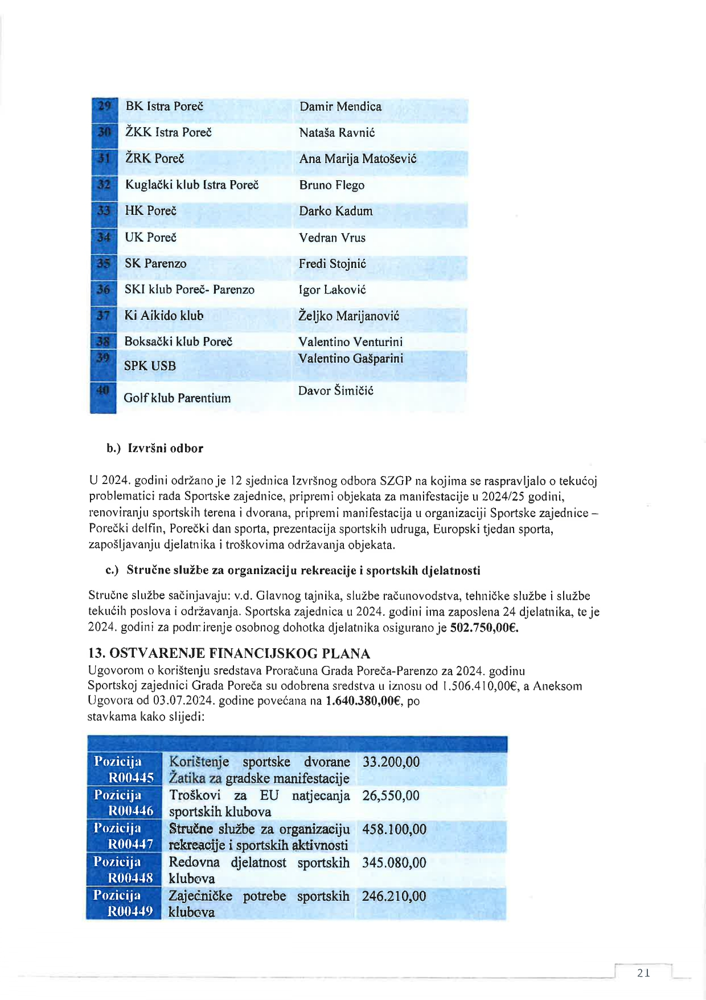 29 BK Istra Poreč Damir Mendica
30 ŽKK Istra Poreč Nataša Ravnić
31 ŽRK Poreč Ana Marija Matošević
32 Kuglački klub Istra Poreč Bruno Flego
33 HK Poreč Darko Kadum
34 UK Poreč Vedran Vrus
35 SK Parenzo Fredi Stojnić
36 SKI klub Poreč- Parenzo Igor Laković
37 Ki Aikido klub Željko Marijanović
38 Boksački klub Poreč Valentino Venturini
39 SPK USB Valentino Gašparini
40 Golf klub Parentium Davor Šimičić
b.) Izvršni odbor
U 2024. godini održano je 12 sjednica Izvršnog odbora SZGP na kojima se raspravljalo o tekućoj
problematici rada Sportske zajednice, pripremi objekata za manifestacije u 2024/25 godini,
renoviranju sportskih terena i dvorana, pripremi manifestacija u organizaciji Sportske zajednice –
Porečki delfin, Porečki dan sporta, prezentacija sportskih udruga, Europski tjedan sporta,
zapošljavanju djelatnika i troškovima održavanja objekata.
c.) Stručne službe za organizaciju rekreacije i sportskih djelatnosti
Stručne službe sačinjavaju: v.d. Glavnog tajnika, službe računovodstva, tehničke službe i službe
tekućih poslova i održavanja. Sportska zajednica u 2024. godini ima zaposlena 24 djelatnika, te je
2024. godini za podmirenje osobnog dohotka djelatnika osigurano je 502.750,00€.
13. OSTVARENJE FINANCIJSKOG PLANA
Ugovorom o korištenju sredstava Proračuna Grada Poreča-Parenzo za 2024. godinu
Sportskoj zajednici Grada Poreča su odobrena sredstva u iznosu od 1.506.410,00€, a Aneksom
Ugovora od 03.07.2024. godine povećana na 1.640.380,00€, po
stavkama kako slijedi:
Pozicija Korištenje sportske dvorane 33.200,00
R00445 Žatika za gradske manifestacije
Pozicija Troškovi za EU natjecanja 26,550,00
R00446 sportskih klubova
Pozicija Stručne službe za organizaciju 458.100,00
R00447 rekreacije i sportskih aktivnosti
Pozicija Redovna djelatnost sportskih 345.080,00
R00448 klubova
Pozicija Zajedničke potrebe sportskih 246.210,00
R00449 klubova
21